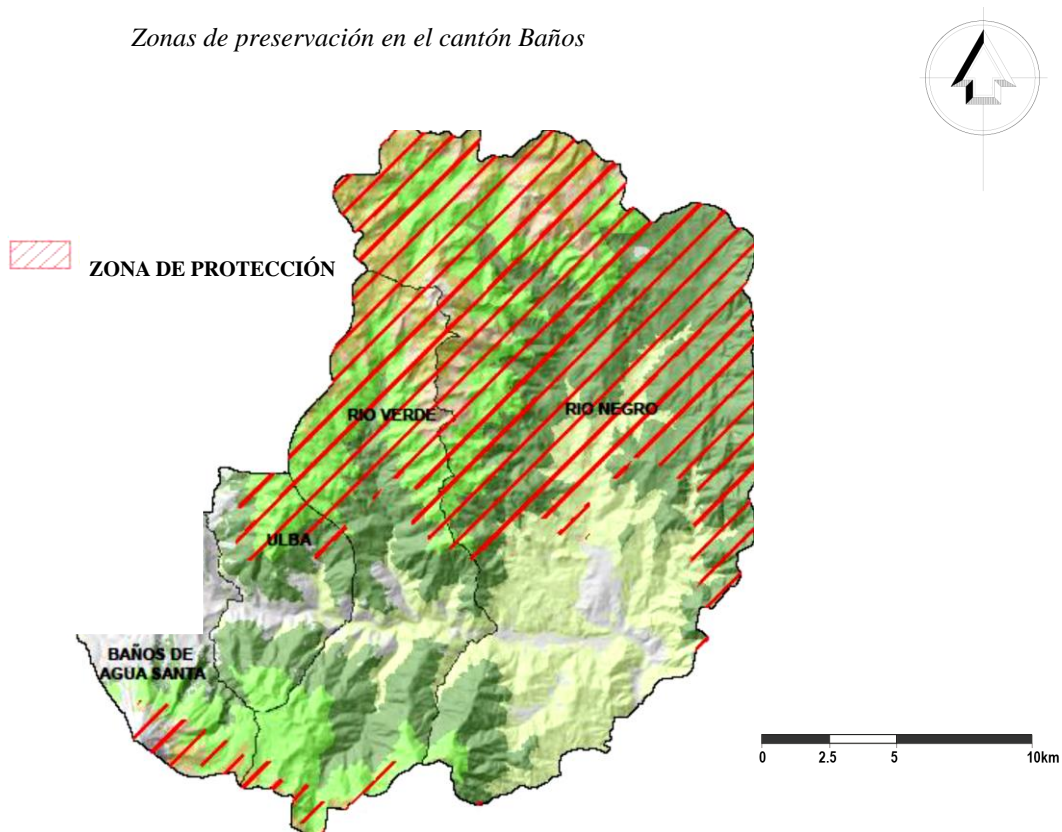 Zonas de preservación en el cantón Baños
ZONA DE PROTECCIÓN
RIO VERDE
RIO NEGRO
ULBA
BAÑOS DE
AGUA SANTA
0 2.5 5 10km